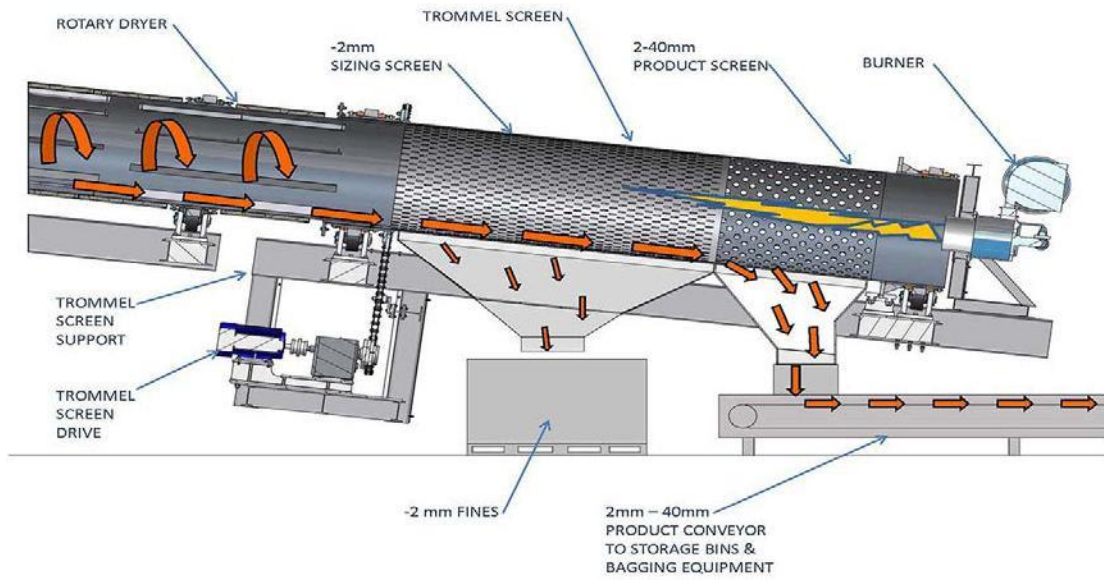 ROTARY DRYER
-2mm
SIZING SCREEN
TROMMEL SCREEN
2-40mm
PRODUCT SCREEN
BURNER
TROMMEL
SCREEN
SUPPORT
TROMMEL
SCREEN
DRIVE
-2 mm FINES
2mm – 40mm
PRODUCT CONVEYOR
TO STORAGE BINS &
BAGGING EQUIPMENT